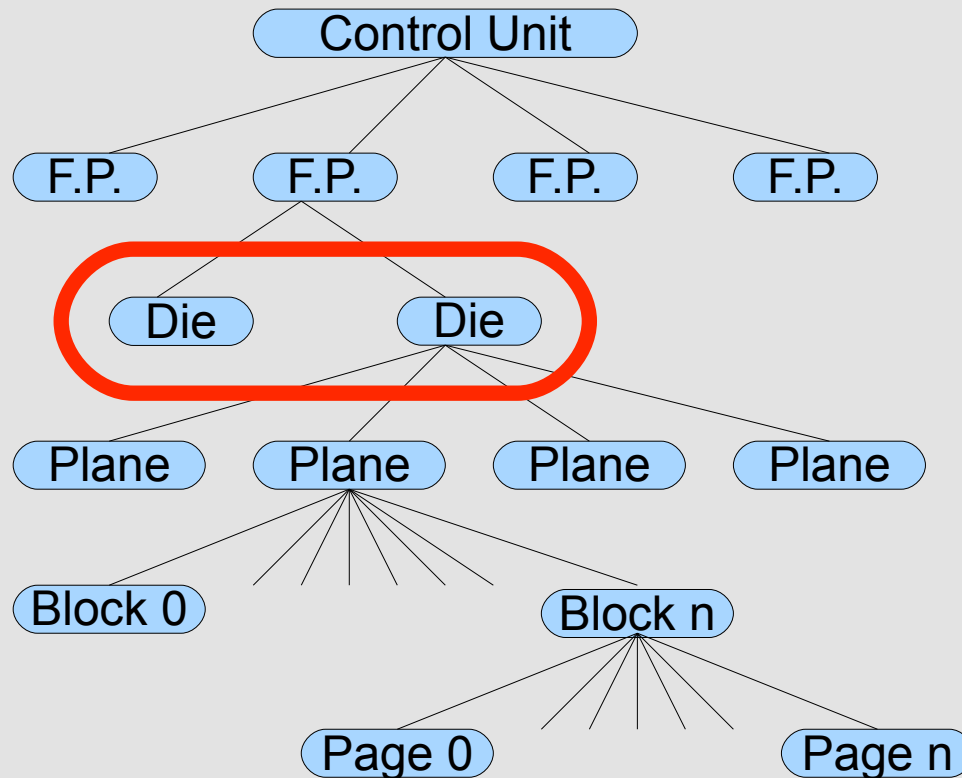 Control Unit
F.P. F.P. F.P. F.P.
Die Die
Plane Plane Plane Plane
Block 0 Block n
Page 0 Page n